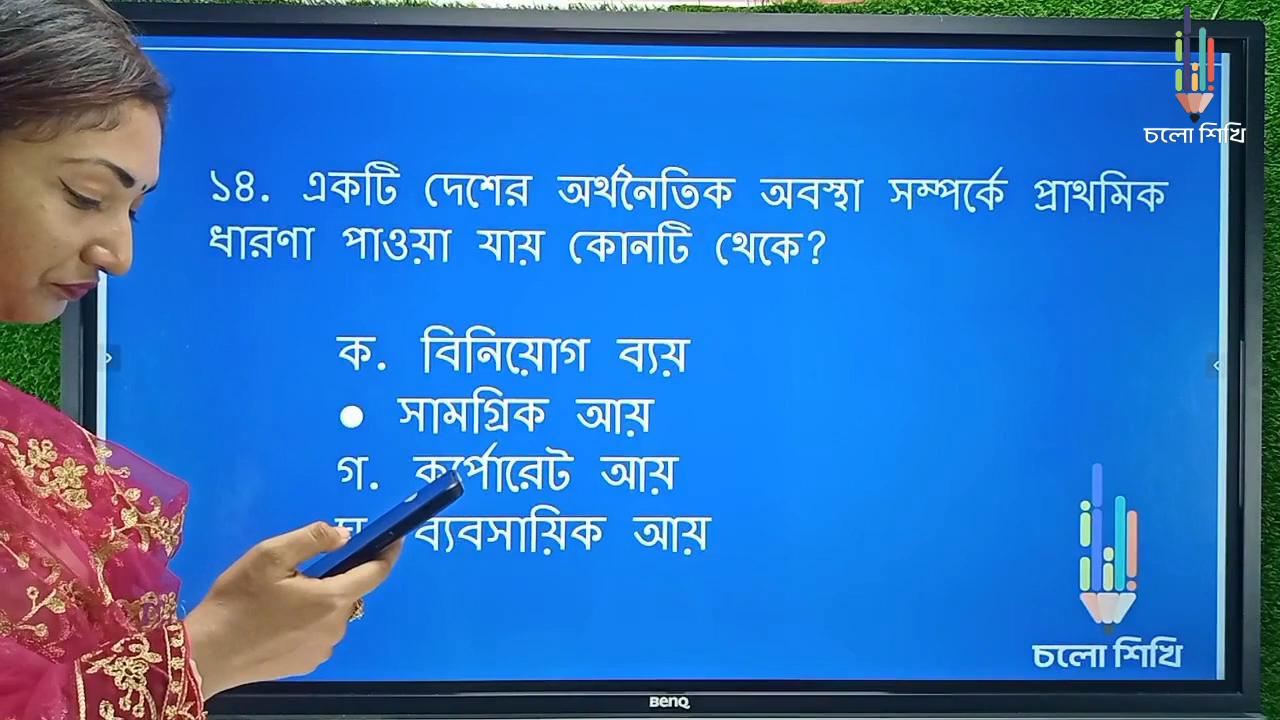 চলো শিখি
১৪. একটি দেশের অর্থনৈতিক অবস্থা সম্পর্কে প্রাথমিক
ধারণা পাওয়া যায় কোনটি থেকে?
ক. বিনিয়োগ ব্যয়
● সামগ্রিক আয়
গ. কর্পোরেট আয়
ঘ. ব্যবসায়িক আয়
চলো শিখি
BenQ